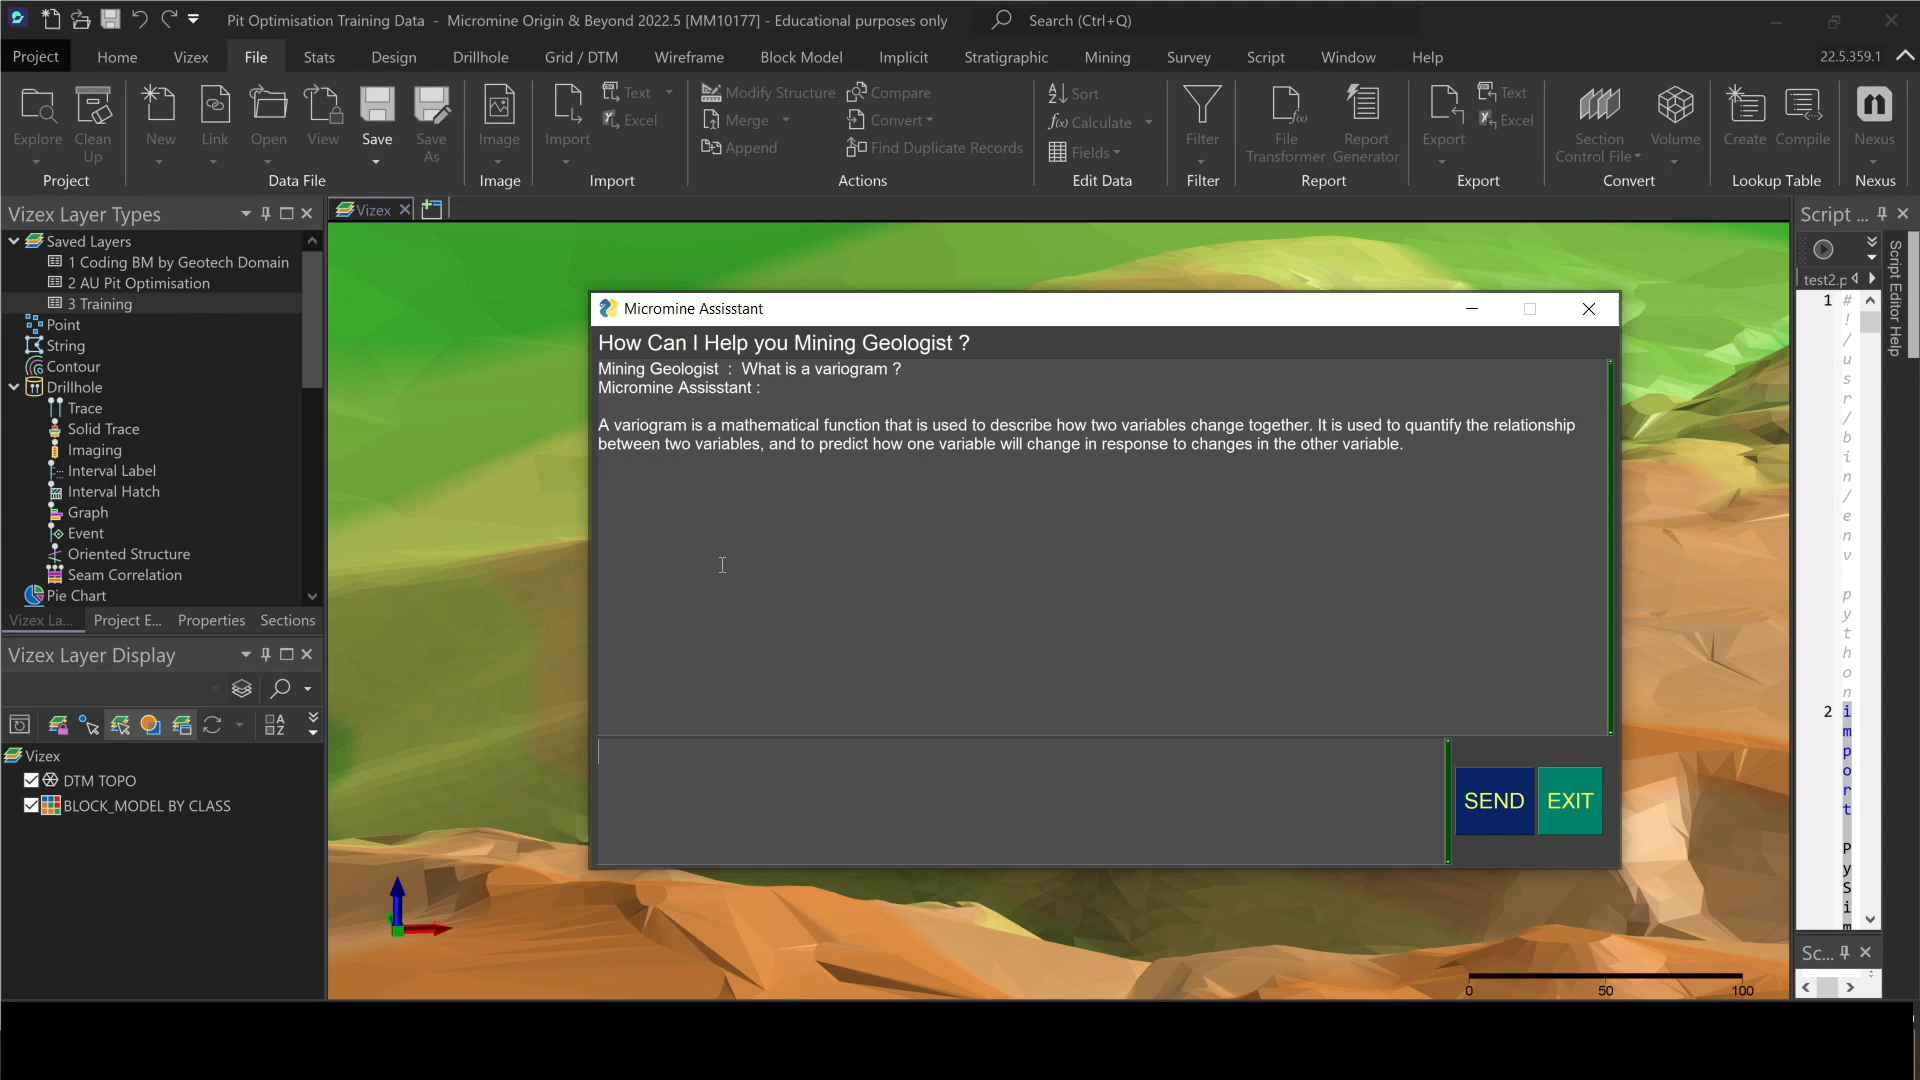 Pit Optimisation Training Data - Micromine Origin & Beyond 2022.5 [MM10177] - Educational purposes only
Search (Ctrl+Q)
Project Home Vizex File Stats Design Drillhole Grid / DTM Wireframe Block Model Implicit Stratigraphic Mining Survey Script Window Help
22.5.359.1
Explore
Clean Up
Project
New
Link
Open
View
Save
Save As
Data File
Image
Image
Import
Text
Excel
Import
Modify Structure
Merge
Append
Compare
Convert
Find Duplicate Records
Actions
Sort
Calculate
Fields
Edit Data
Filter
Filter
File Transformer
Report Generator
Report
Export
Text
Excel
Export
Section Control File
Volume
Convert
Create
Compile
Lookup Table
Nexus
Nexus
Vizex Layer Types
Saved Layers
1 Coding BM by Geotech Domain
2 AU Pit Optimisation
3 Training
Point
String
Contour
Drillhole
Trace
Solid Trace
Imaging
Interval Label
Interval Hatch
Graph
Event
Oriented Structure
Seam Correlation
Pie Chart
Vizex La... Project E... Properties Sections
Vizex Layer Display
Vizex
DTM TOPO
BLOCK_MODEL BY CLASS
Vizex
Micromine Assisstant
How Can I Help you Mining Geologist ?
Mining Geologist : What is a variogram ?
Micromine Assisstant :
A variogram is a mathematical function that is used to describe how two variables change together. It is used to quantify the relationship
between two variables, and to predict how one variable will change in response to changes in the other variable.
SEND
EXIT
0 50 100
Script ...
test2.p
1 #!/usr/bin/env python
2 import PySim
Script Editor Help
Sc...